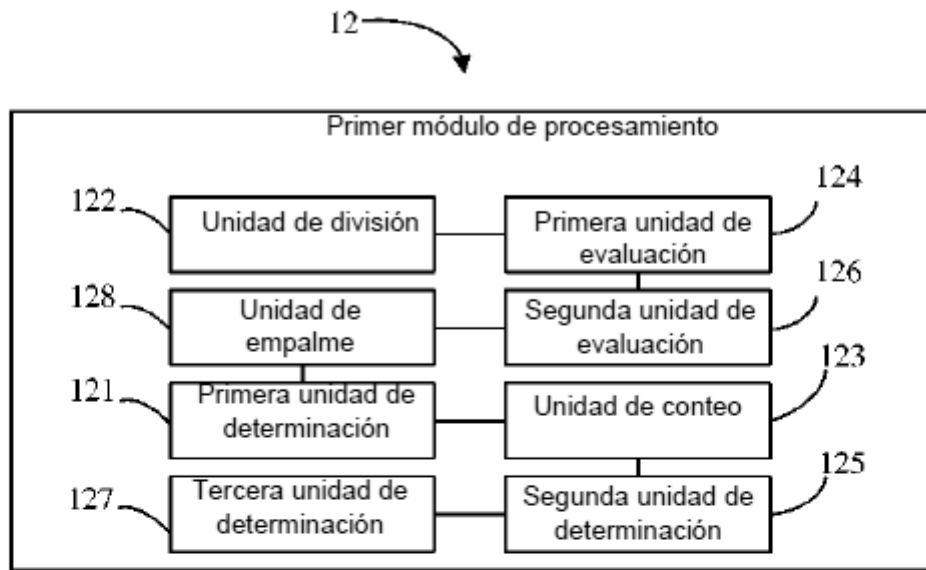 12
Primer módulo de procesamiento
122
Unidad de división
Primera unidad de
evaluación
124
128
Unidad de
empalme
Segunda unidad de
evaluación
126
121
Primera unidad de
determinación
Unidad de conteo
123
127
Tercera unidad de
determinación
Segunda unidad de
determinación
125